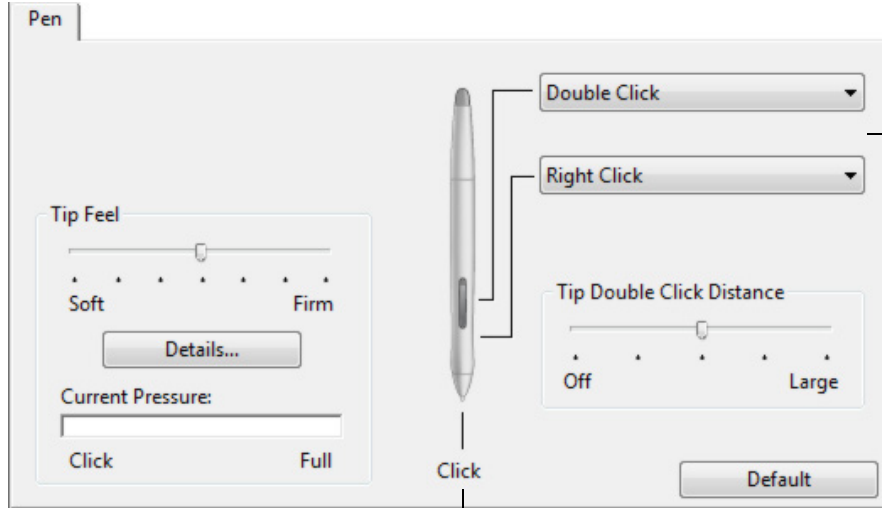 Pen
Double Click
Right Click
Tip Feel
Soft Firm
Details...
Current Pressure:
Click Full
Tip Double Click Distance
Off Large
Click
Default